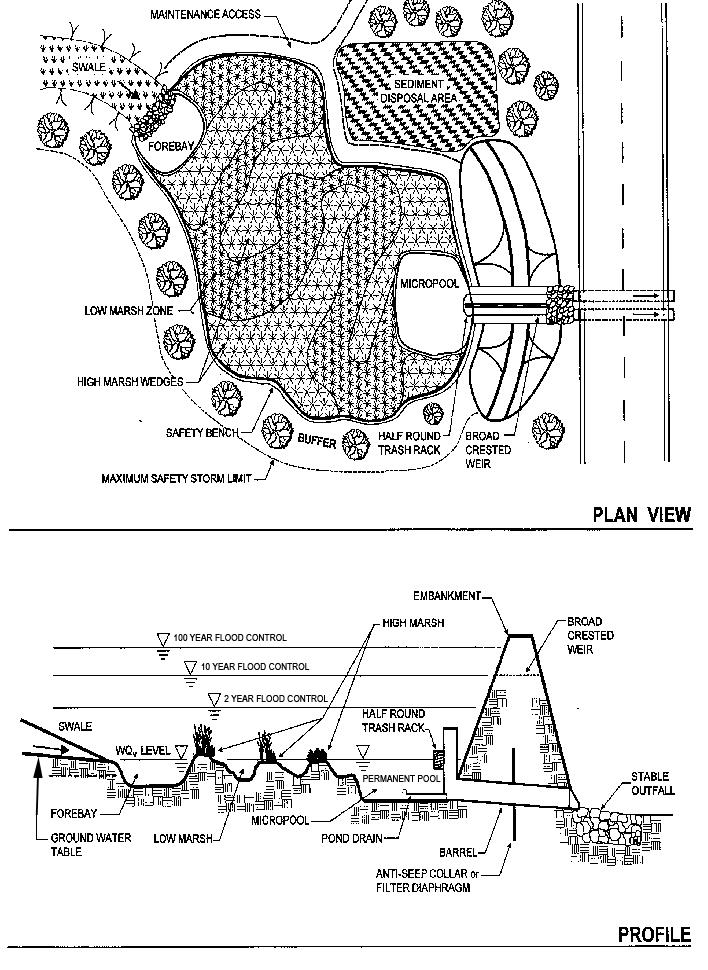 MAINTENANCE ACCESS
SWALE
SEDIMENT
DISPOSAL AREA
FOREBAY
MICROPOOL
LOW MARSH ZONE
HIGH MARSH WEDGES
SAFETY BENCH
BUFFER
HALF ROUND
TRASH RACK
BROAD
CRESTED
WEIR
MAXIMUM SAFETY STORM LIMIT
PLAN VIEW
EMBANKMENT
HIGH MARSH
BROAD
CRESTED
WEIR
100 YEAR FLOOD CONTROL
10 YEAR FLOOD CONTROL
2 YEAR FLOOD CONTROL
HALF ROUND
TRASH RACK
SWALE
WQv LEVEL
PERMANENT POOL
STABLE
OUTFALL
FOREBAY
MICROPOOL
GROUND WATER
TABLE
LOW MARSH
POND DRAIN
BARREL
ANTI-SEEP COLLAR or
FILTER DIAPHRAGM
PROFILE